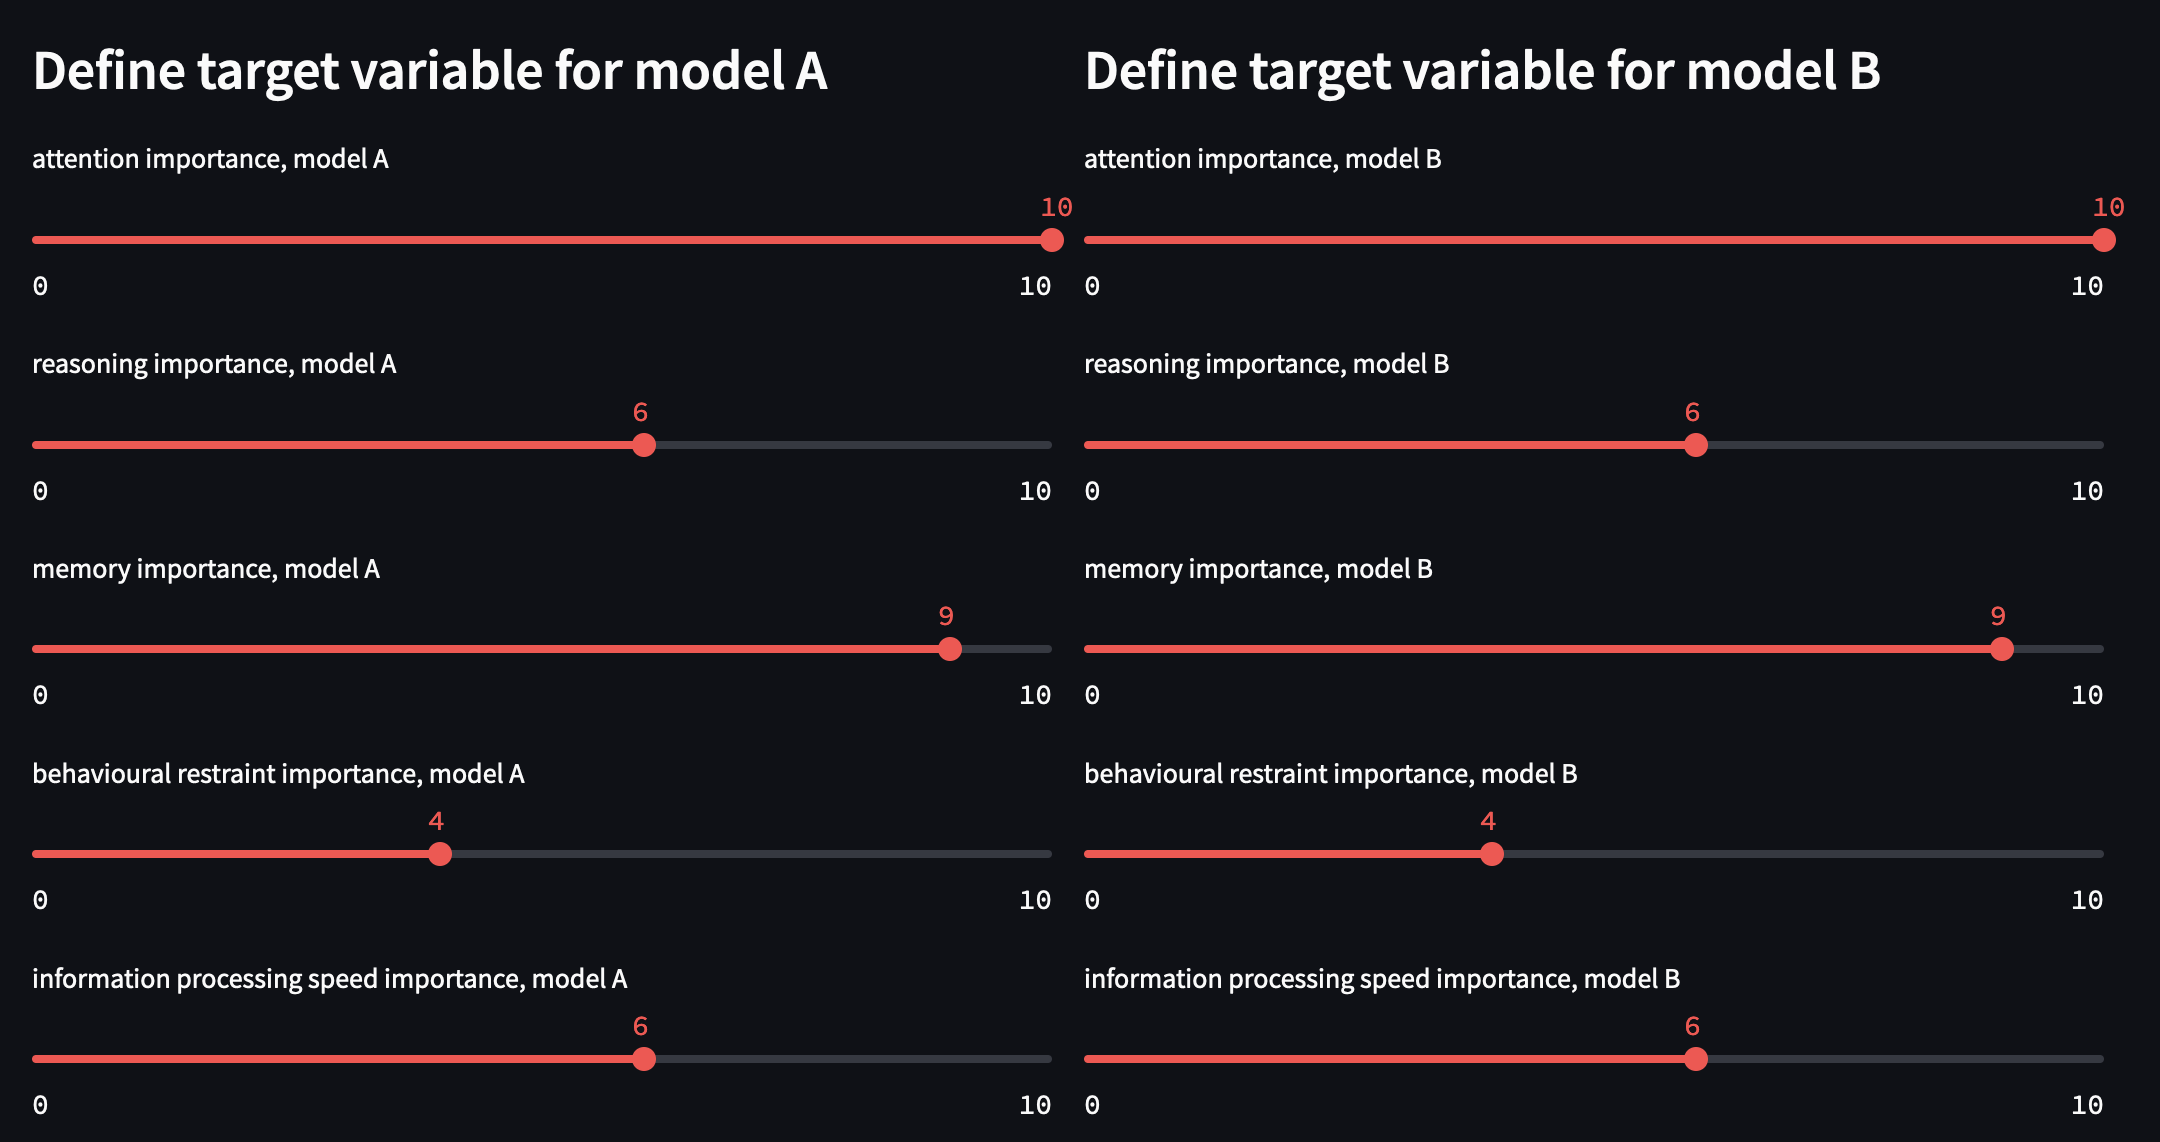 Define target variable for model A
attention importance, model A
10
0 10
reasoning importance, model A
6
0 10
memory importance, model A
9
0 10
behavioural restraint importance, model A
4
0 10
information processing speed importance, model A
6
0 10
Define target variable for model B
attention importance, model B
10
0 10
reasoning importance, model B
6
0 10
memory importance, model B
9
0 10
behavioural restraint importance, model B
4
0 10
information processing speed importance, model B
6
0 10